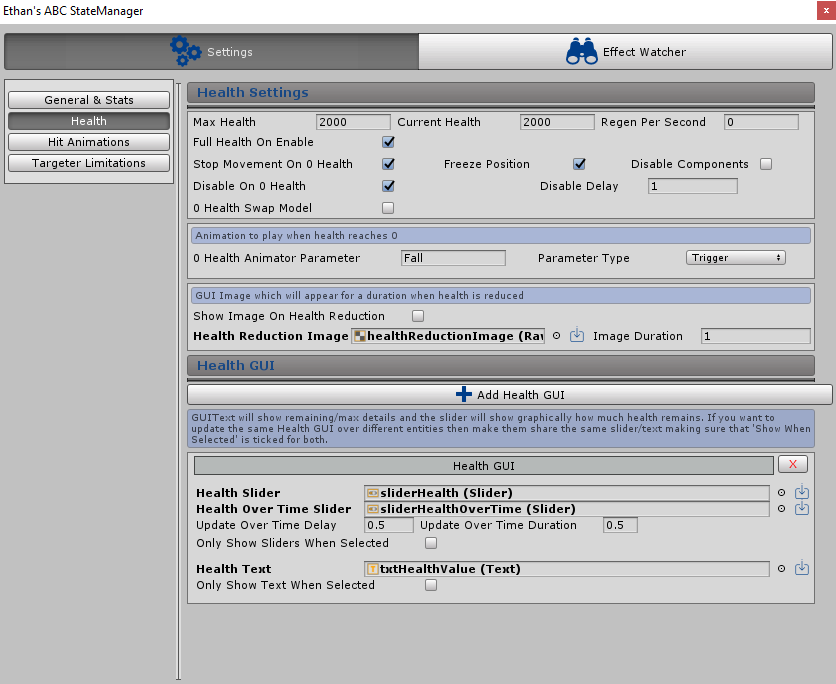 Ethan's ABC StateManager
x
Settings
Effect Watcher
General & Stats
Health
Hit Animations
Targeter Limitations
Health Settings
Max Health 2000 Current Health 2000 Regen Per Second 0
Full Health On Enable
Stop Movement On 0 Health Freeze Position Disable Components
Disable On 0 Health Disable Delay 1
0 Health Swap Model
Animation to play when health reaches 0
0 Health Animator Parameter Fall Parameter Type Trigger
GUI Image which will appear for a duration when health is reduced
Show Image On Health Reduction
Health Reduction Image healthReductionImage (Ra Image Duration 1
Health GUI
Add Health GUI
GUIText will show remaining/max details and the slider will show graphically how much health remains. If you want to
update the same Health GUI over different entities then make them share the same slider/text making sure that 'Show When
Selected' is ticked for both.
Health GUI X
Health Slider sliderHealth (Slider)
Health Over Time Slider sliderHealthOverTime (Slider)
Update Over Time Delay 0.5 Update Over Time Duration 0.5
Only Show Sliders When Selected
Health Text T txtHealthValue (Text)
Only Show Text When Selected